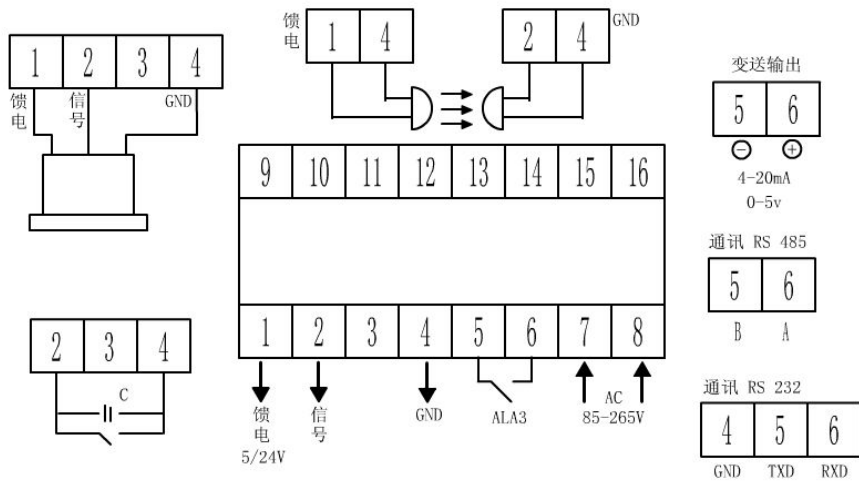 1 2 3 4
馈电
信号
GND
馈电
1 4
2 4
GND
变送输出
5 6
⊖ ⊕
4-20mA
0-5v
9 10 11 12 13 14 15 16
1 2 3 4 5 6 7 8
馈电
5/24V
信号
GND
ALA3
AC
85-265V
2 3 4
C
通讯 RS 485
5 6
B A
通讯 RS 232
4 5 6
GND TXD RXD